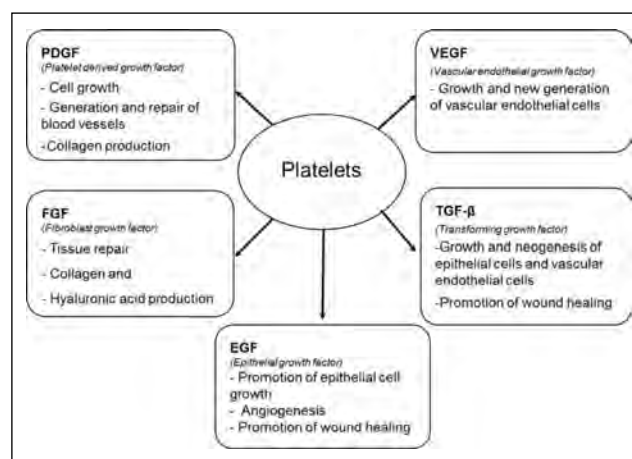 PDGF
(Platelet derived growth factor)
- Cell growth
- Generation and repair of
blood vessels
-Collagen production
VEGF
(Vascular endothelial growth factor)
- Growth and new generation
of vascular endothelial cells
Platelets
FGF
(Fibroblast growth factor)
- Tissue repair
- Collagen and
- Hyaluronic acid production
TGF-β
(Transforming growth factor)
-Growth and neogenesis of
epithelial cells and vascular
endothelial cells
-Promotion of wound healing
EGF
(Epithelial growth factor)
- Promotion of epithelial cell
growth
- Angiogenesis
- Promotion of wound healing